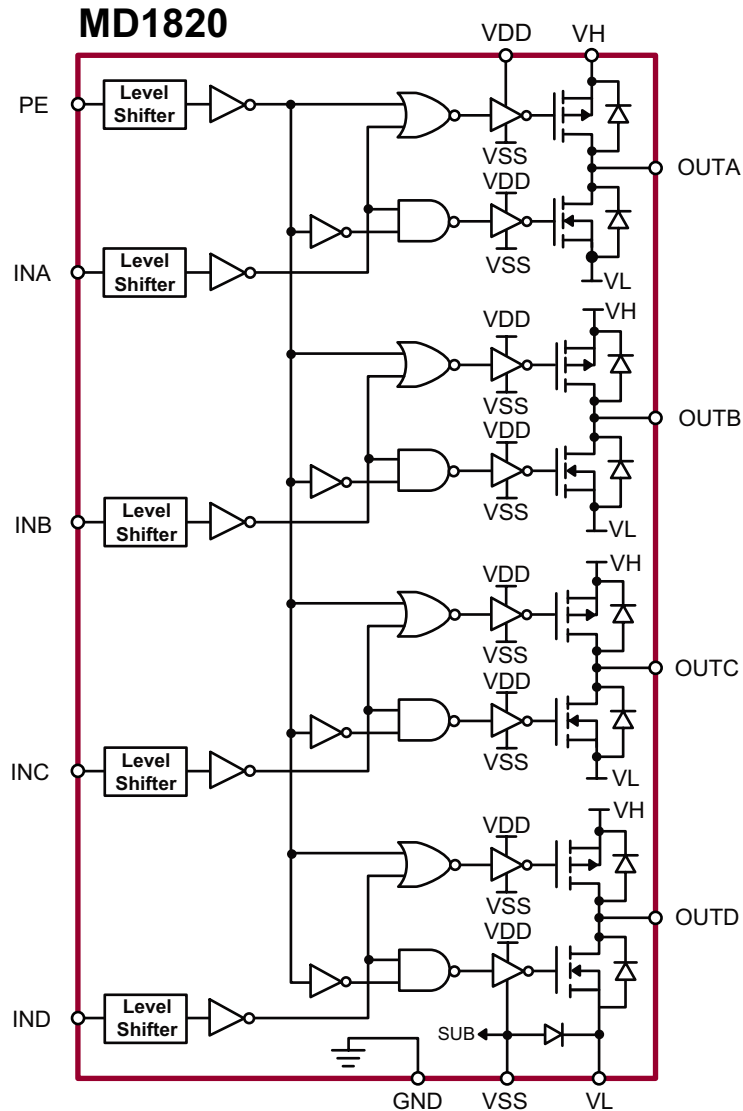 MD1820
VDD
VH
PE
Level
Shifter
VSS
VDD
OUTA
INA
Level
Shifter
VSS
VL
VH
VDD
VSS
VDD
OUTB
INB
Level
Shifter
VSS
VL
VH
VDD
VSS
VDD
OUTC
INC
Level
Shifter
VSS
VL
VH
VDD
VSS
VDD
OUTD
IND
Level
Shifter
SUB
GND
VSS
VL